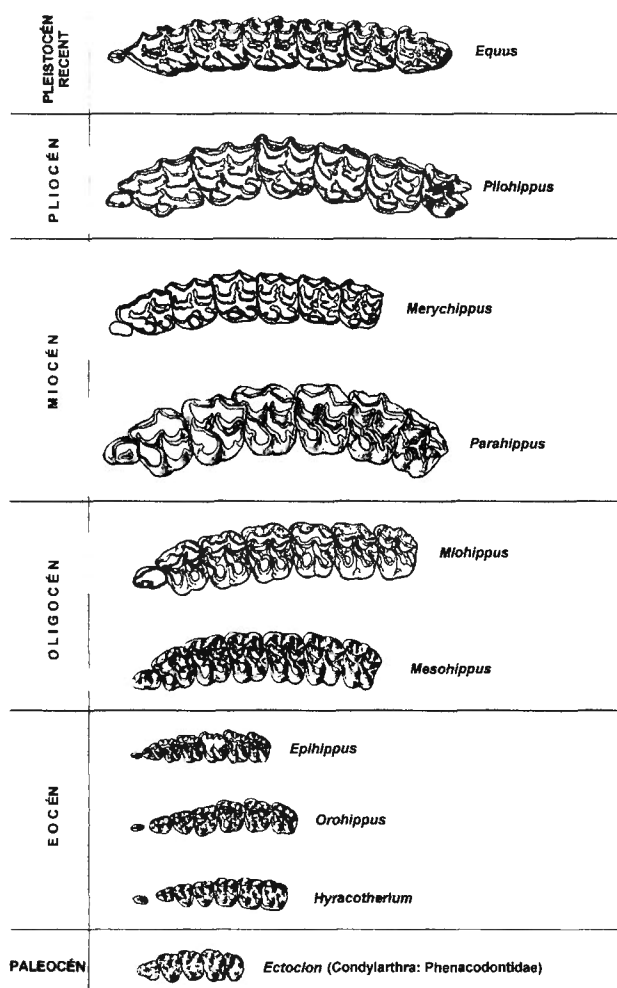 PLEISTOCÉN
RECENT
Equus
PLIOCÉN
Pliohippus
MIOCÉN
Merychippus
Parahippus
OLIGOCÉN
Miohippus
Mesohippus
EOCÉN
Epihippus
Orohippus
Hyracotherium
PALEOCÉN
Ectocion (Condylarthra: Phenacodontidae)